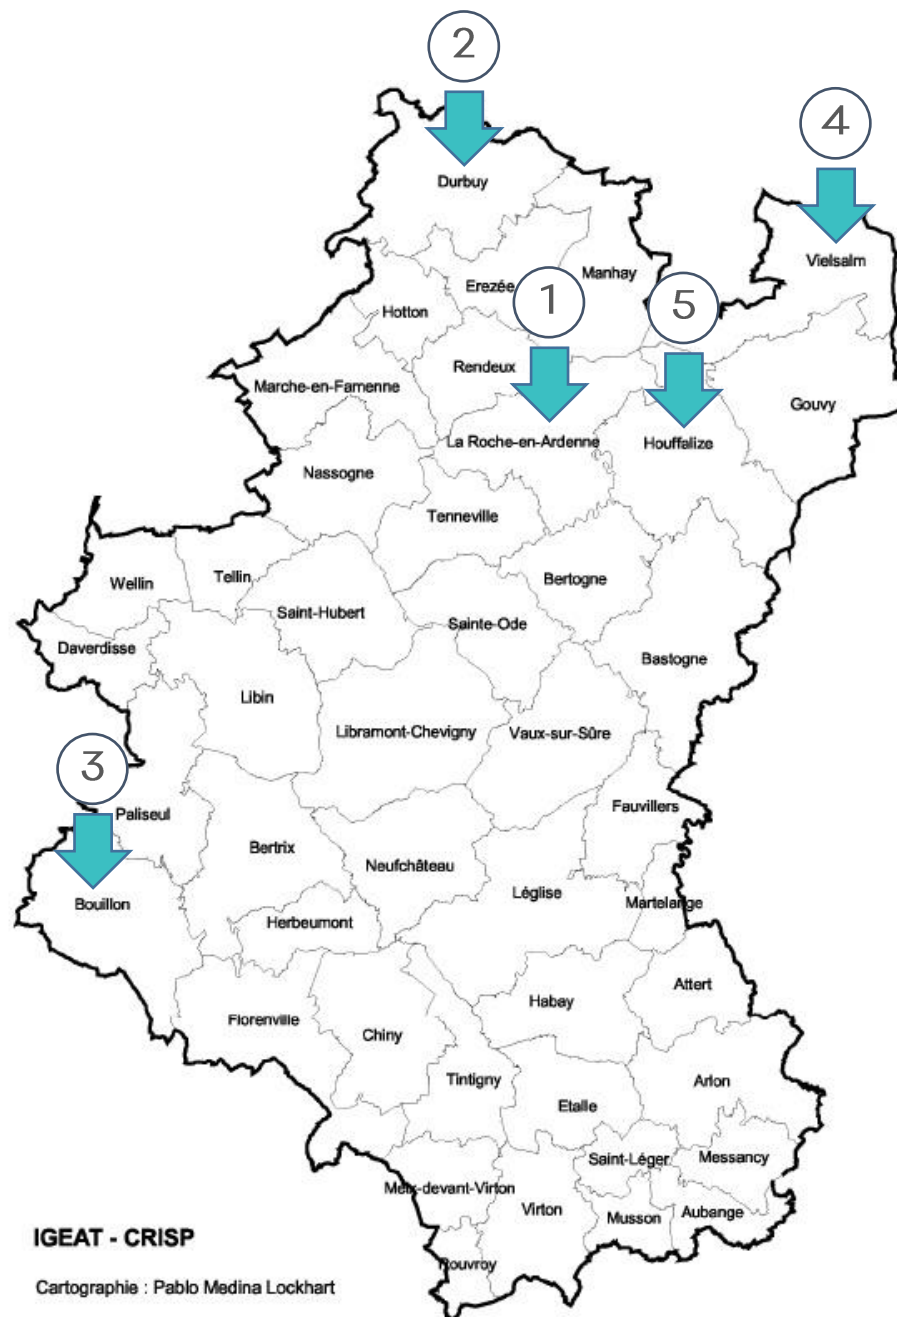 2
4
Durbuy
Vielsalm
Manhay
Erezée
1
5
Hotton
Rendeux
Marche-en-Famenne
Gouvy
La Roche-en-Ardenne
Houffalize
Nassogne
Tenneville
Tellin
Wellin
Bertogne
Saint-Hubert
Sainte-Ode
Daverdisse
Bastogne
Libin
Libramont-Chevigny
Vaux-sur-Sûre
3
Fauvillers
Paliseul
Bertrix
Neufchâteau
Léglise
Bouillon
Martelange
Herbeumont
Attert
Habay
Florenville
Chiny
Tintigny
Arlon
Etalle
Saint-Léger
Messancy
Meix-devant-Virton
Virton
Musson
Aubange
IGEAT - CRISP
Rouvroy
Cartographie : Pablo Medina Lockhart